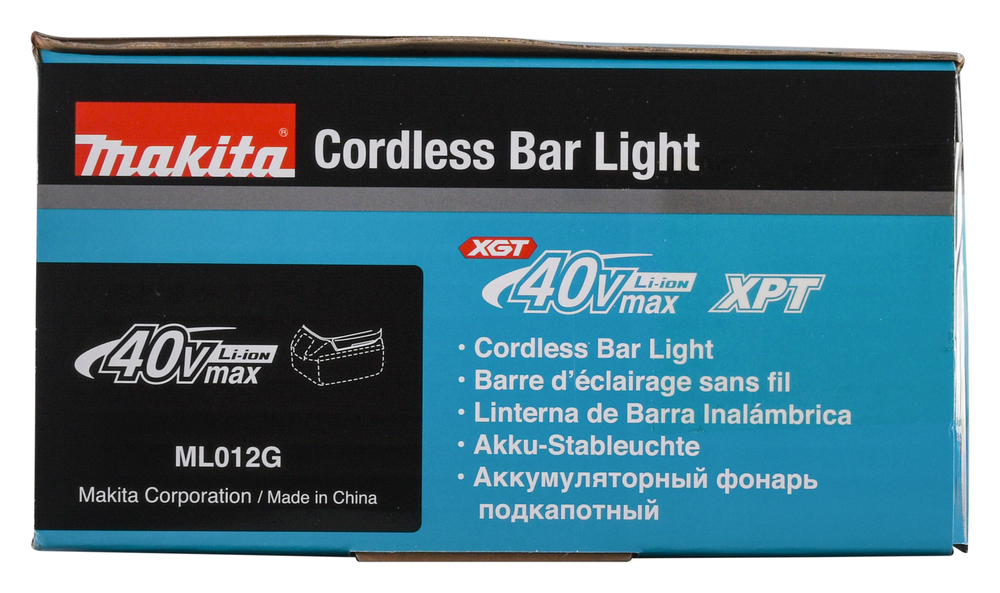 makita®
Cordless Bar Light
XGT
40V Li-ion
max
XPT
• Cordless Bar Light
• Barre d'éclairage sans fil
• Linterna de Barra Inalámbrica
• Akku-Stableuchte
• Аккумуляторный фонарь
подкапотный
40V Li-ion
max
ML012G
Makita Corporation / Made in China